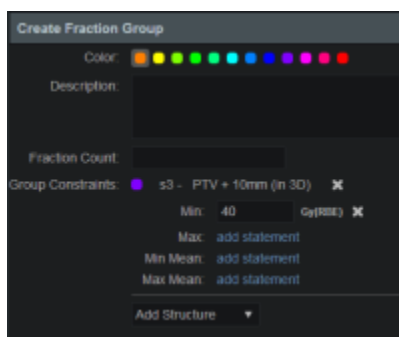 Create Fraction Group
Color:
Description:
Fraction Count:
Group Constraints: s3 - PTV + 10mm (in 3D) ✖
Min: 40 Gy(RBE) ✖
Max: add statement
Min Mean: add statement
Max Mean: add statement
Add Structure ▼